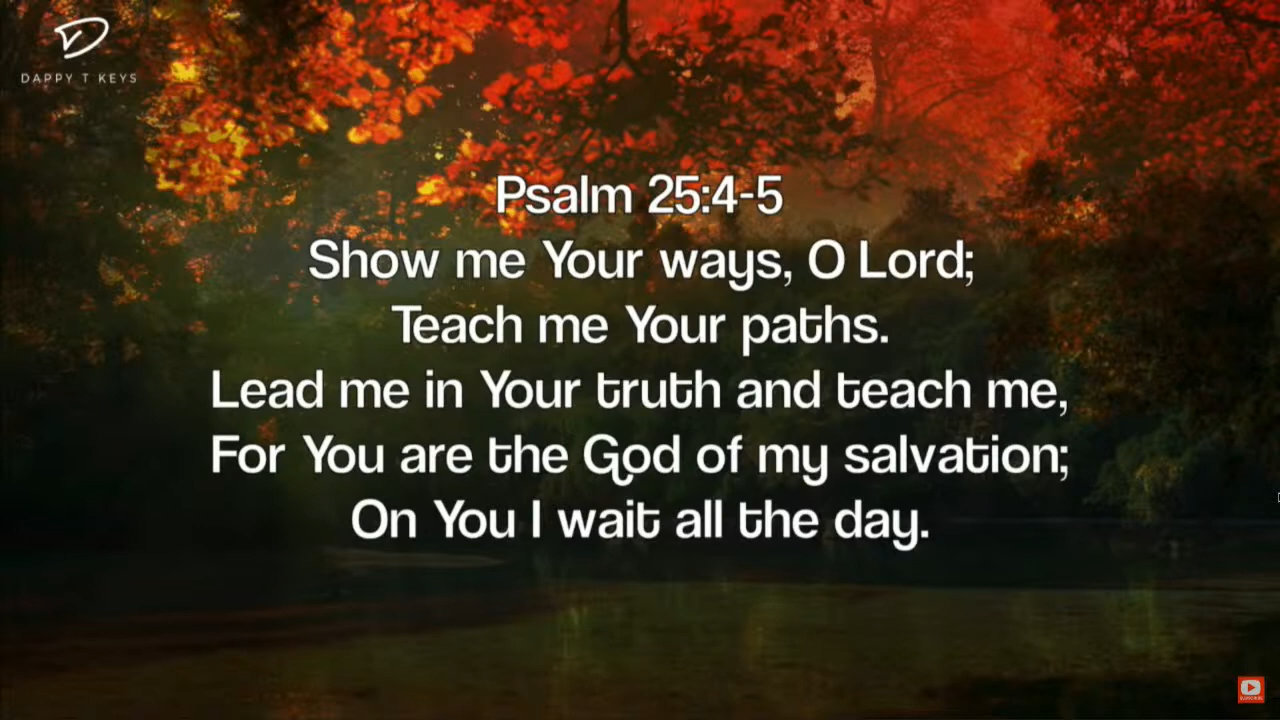 DAPPY T KEYS
Psalm 25:4-5
Show me Your ways, O Lord;
Teach me Your paths.
Lead me in Your truth and teach me,
For You are the God of my salvation;
On You I wait all the day.